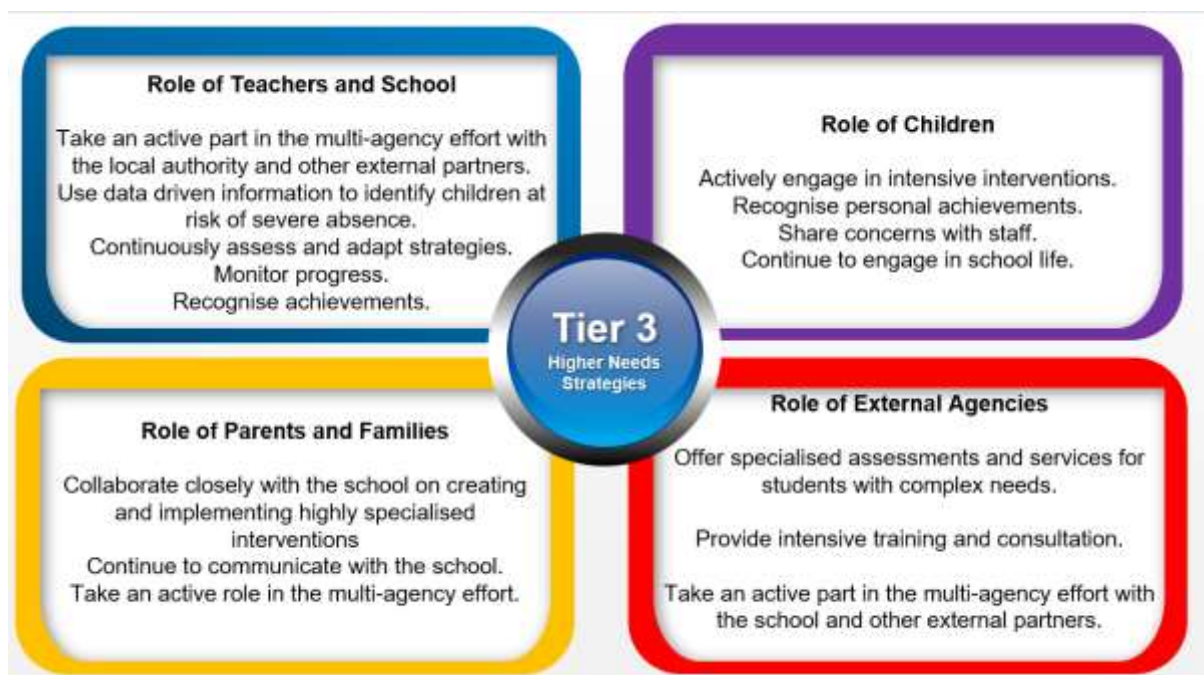 Role of Teachers and School
Take an active part in the multi-agency effort with
the local authority and other external partners.
Use data driven information to identify children at
risk of severe absence.
Continuously assess and adapt strategies.
Monitor progress.
Recognise achievements.
Role of Children
Actively engage in intensive interventions.
Recognise personal achievements.
Share concerns with staff.
Continue to engage in school life.
Tier 3
Higher Needs
Strategies
Role of Parents and Families
Collaborate closely with the school on creating
and implementing highly specialised
interventions
Continue to communicate with the school.
Take an active role in the multi-agency effort.
Role of External Agencies
Offer specialised assessments and services for
students with complex needs.
Provide intensive training and consultation.
Take an active part in the multi-agency effort with
the school and other external partners.